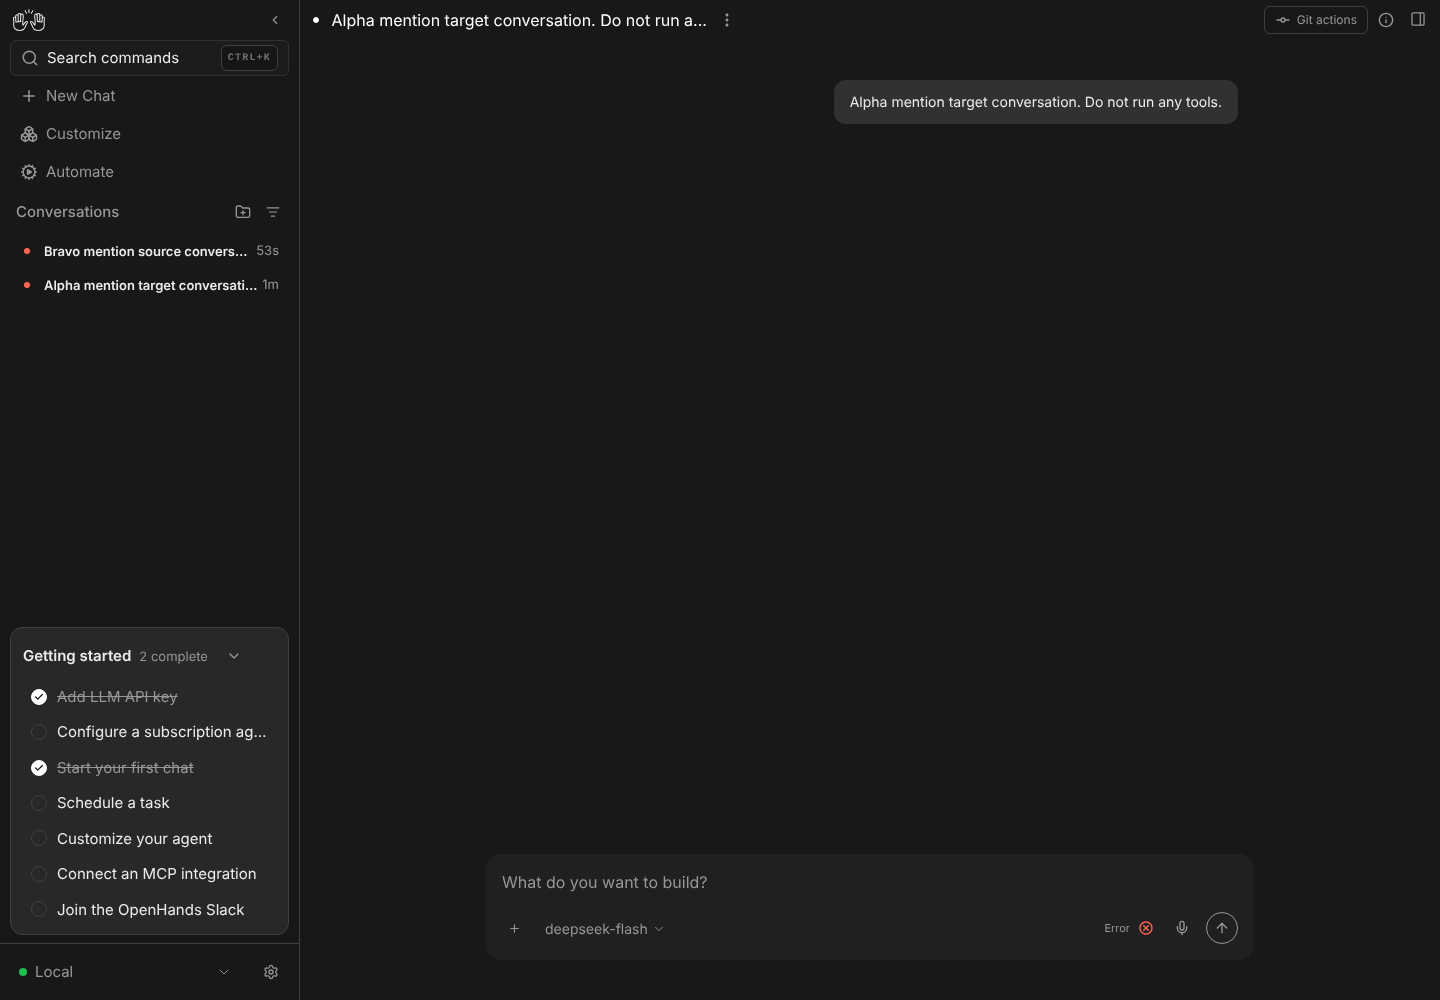 Search commands CTRL+K
New Chat
Customize
Automate
Conversations
Bravo mention source convers... 53s
Alpha mention target conversati... 1m
Getting started 2 complete
Add LLM API key
Configure a subscription ag...
Start your first chat
Schedule a task
Customize your agent
Connect an MCP integration
Join the OpenHands Slack
Local
Alpha mention target conversation. Do not run a...
Git actions
Alpha mention target conversation. Do not run any tools.
What do you want to build?
deepseek-flash
Error